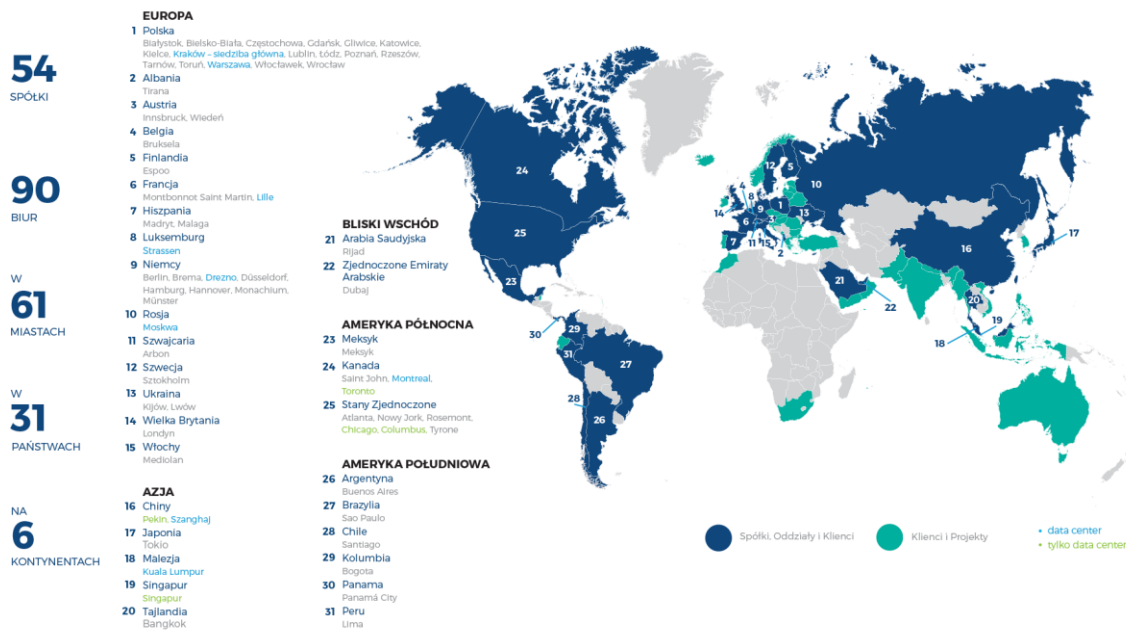 54
SPÓŁKI
90
BIUR
W
61
MIASTACH
W
31
PAŃSTWACH
NA
6
KONTYNENTACH
EUROPA
1 Polska
Białystok, Bielsko-Biała, Częstochowa, Gdańsk, Gliwice, Katowice,
Kielce, Kraków – siedziba główna, Lublin, Łódź, Poznań, Rzeszów,
Tarnów, Toruń, Warszawa, Włocławek, Wrocław
2 Albania
Tirana
3 Austria
Innsbruck, Wiedeń
4 Belgia
Bruksela
5 Finlandia
Espoo
6 Francja
Montbonnot Saint Martin, Lille
7 Hiszpania
Madryt, Malaga
8 Luksemburg
Strassen
9 Niemcy
Berlin, Brema, Drezno, Düsseldorf,
Hamburg, Hannover, Monachium,
Münster
10 Rosja
Moskwa
11 Szwajcaria
Arbon
12 Szwecja
Sztokholm
13 Ukraina
Kijów, Lwów
14 Wielka Brytania
Londyn
15 Włochy
Mediolan
AZJA
16 Chiny
Pekin, Szanghaj
17 Japonia
Tokio
18 Malezja
Kuala Lumpur
19 Singapur
Singapur
20 Tajlandia
Bangkok
BLISKI WSCHÓD
21 Arabia Saudyjska
Rijad
22 Zjednoczone Emiraty
Arabskie
Dubaj
AMERYKA PÓŁNOCNA
23 Meksyk
Meksyk
24 Kanada
Saint John, Montreal,
Toronto
25 Stany Zjednoczone
Atlanta, Nowy Jork, Rosemont,
Chicago, Columbus, Tyrone
AMERYKA POŁUDNIOWA
26 Argentyna
Buenos Aires
27 Brazylia
Sao Paulo
28 Chile
Santiago
29 Kolumbia
Bogota
30 Panama
Panamá City
31 Peru
Lima
24
25
23
30
29
31
27
28
26
12
5
10
4
8
14
9
1
13
6
3
7
11
15
2
16
17
21
22
20
19
18
Spółki, Oddziały i Klienci
Klienci i Projekty
• data center
• tylko data center